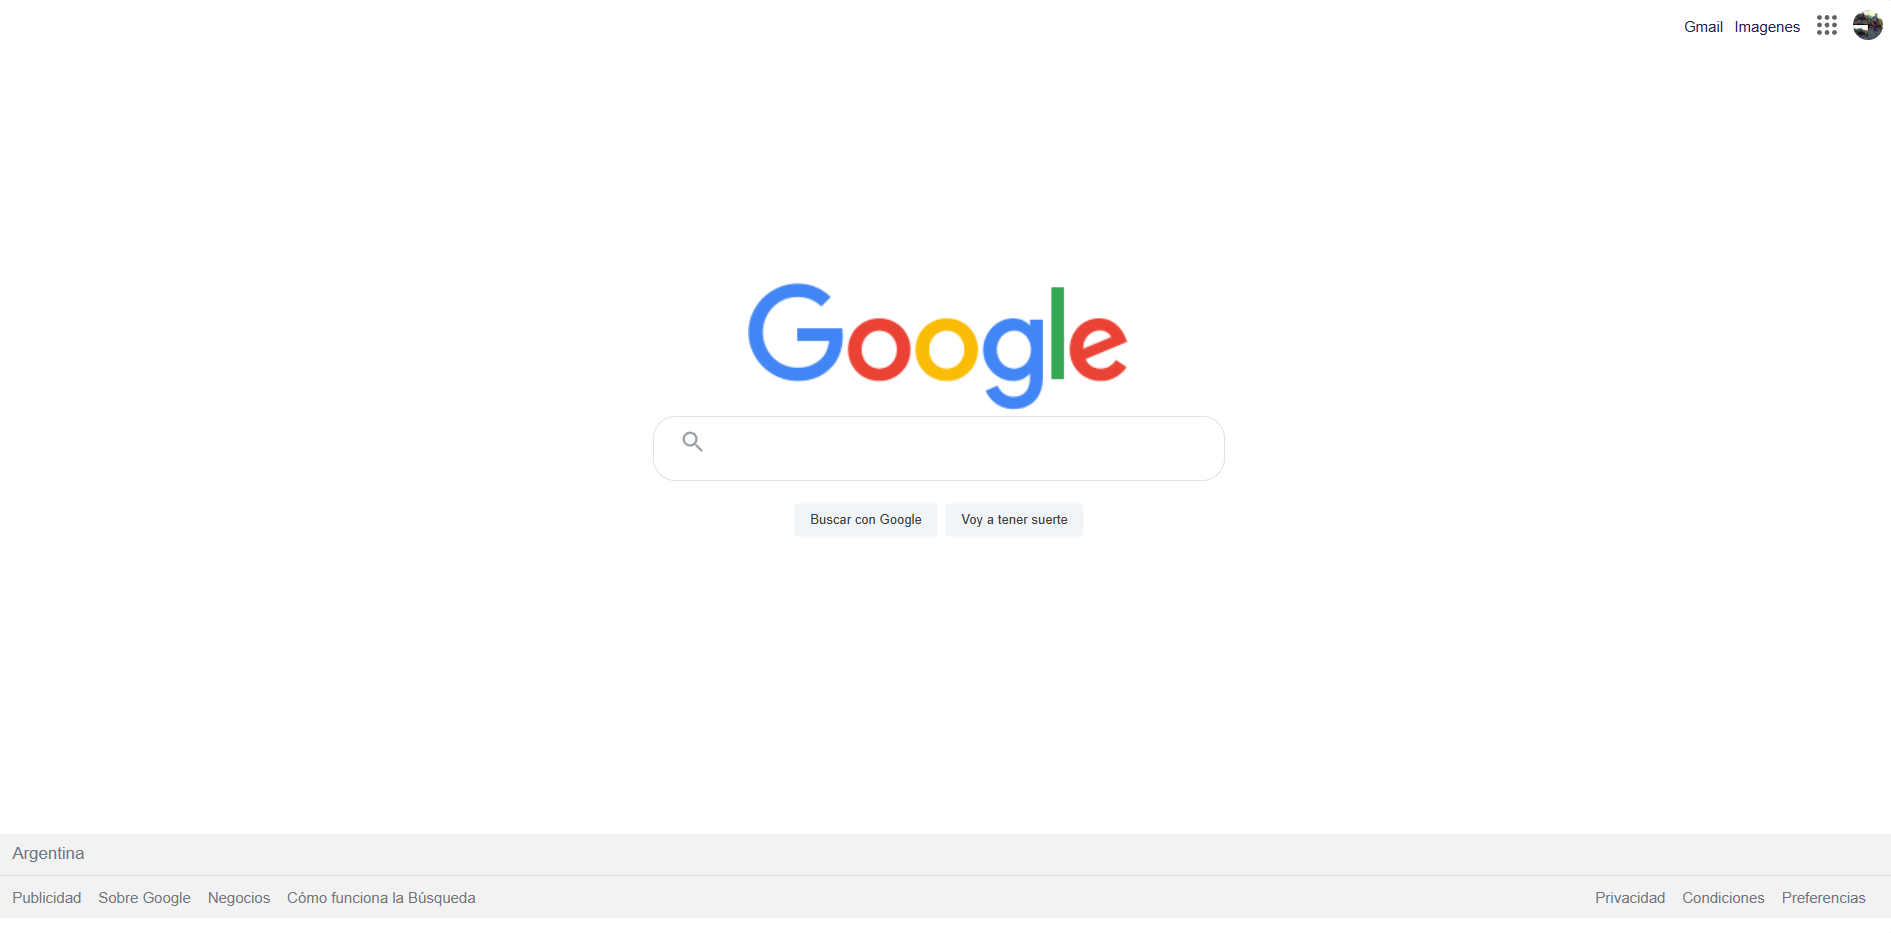 Gmail Imagenes
Google
Buscar con Google Voy a tener suerte
Argentina
Publicidad Sobre Google Negocios Cómo funciona la Búsqueda Privacidad Condiciones Preferencias